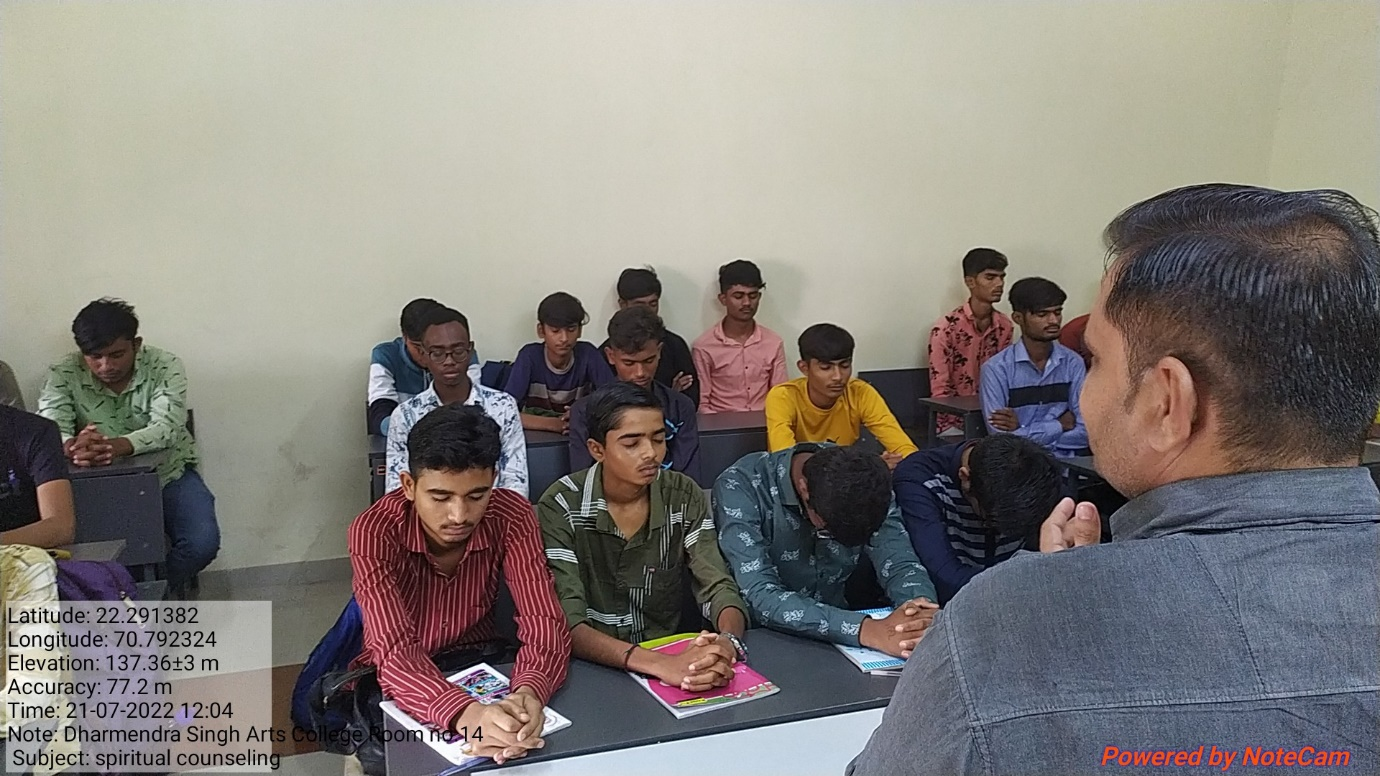 Latitude: 22.291382
Longitude: 70.792324
Elevation: 137.36±3 m
Accuracy: 77.2 m
Time: 21-07-2022 12:04
Note: Dharmendra Singh Arts College Room no 14
Subject: spiritual counseling
Powered by NoteCam